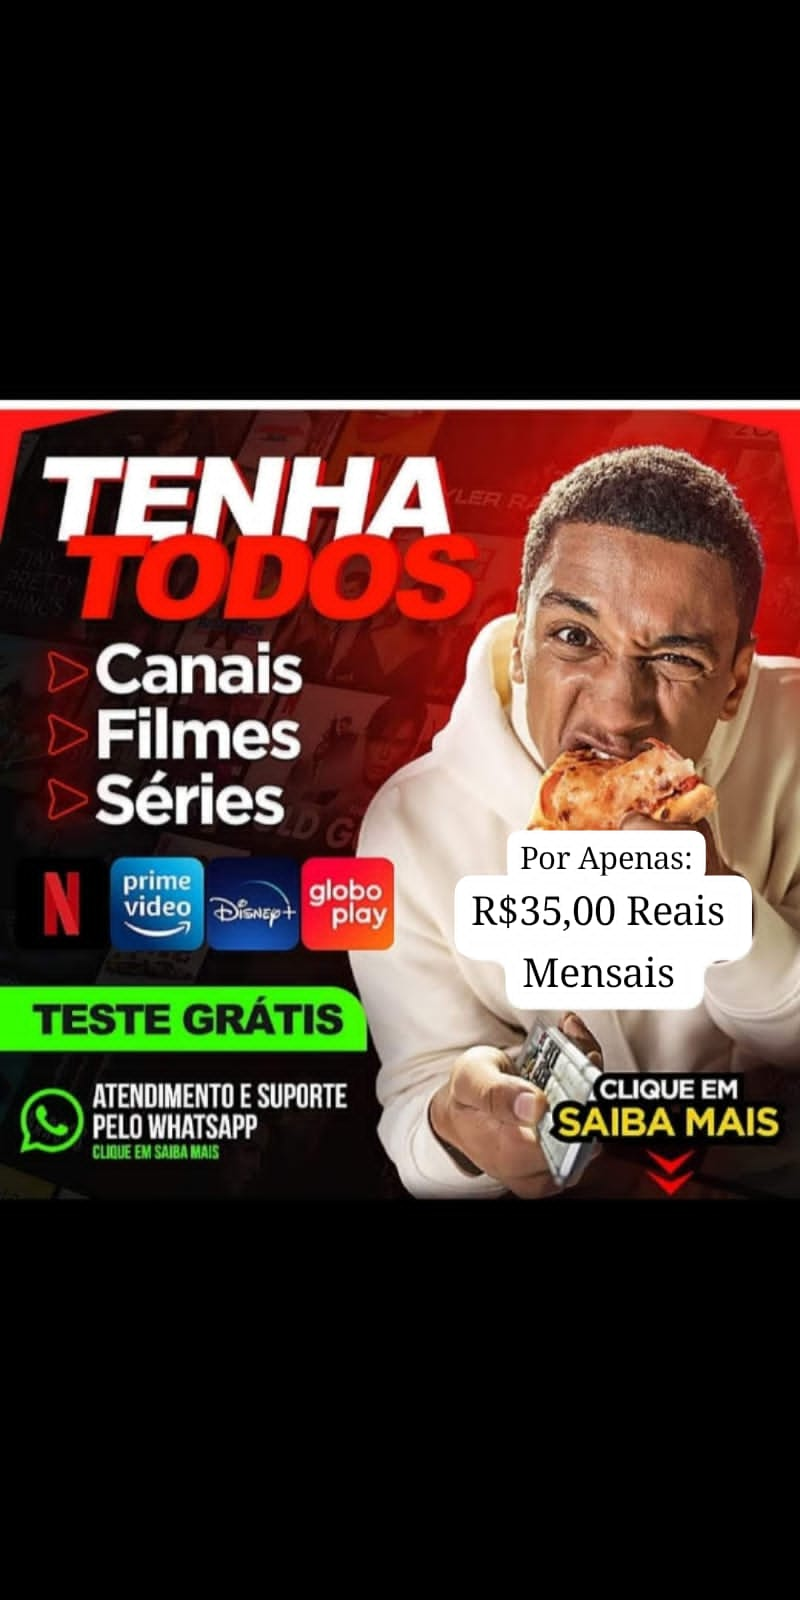 TENHA
TODOS
Canais
Filmes
Séries
N
prime
video
Disney+
globo
play
Por Apenas:
R$35,00 Reais
Mensais
TESTE GRÁTIS
ATENDIMENTO E SUPORTE
PELO WHATSAPP
CLIQUE EM SAIBA MAIS
CLIQUE EM
SAIBA MAIS